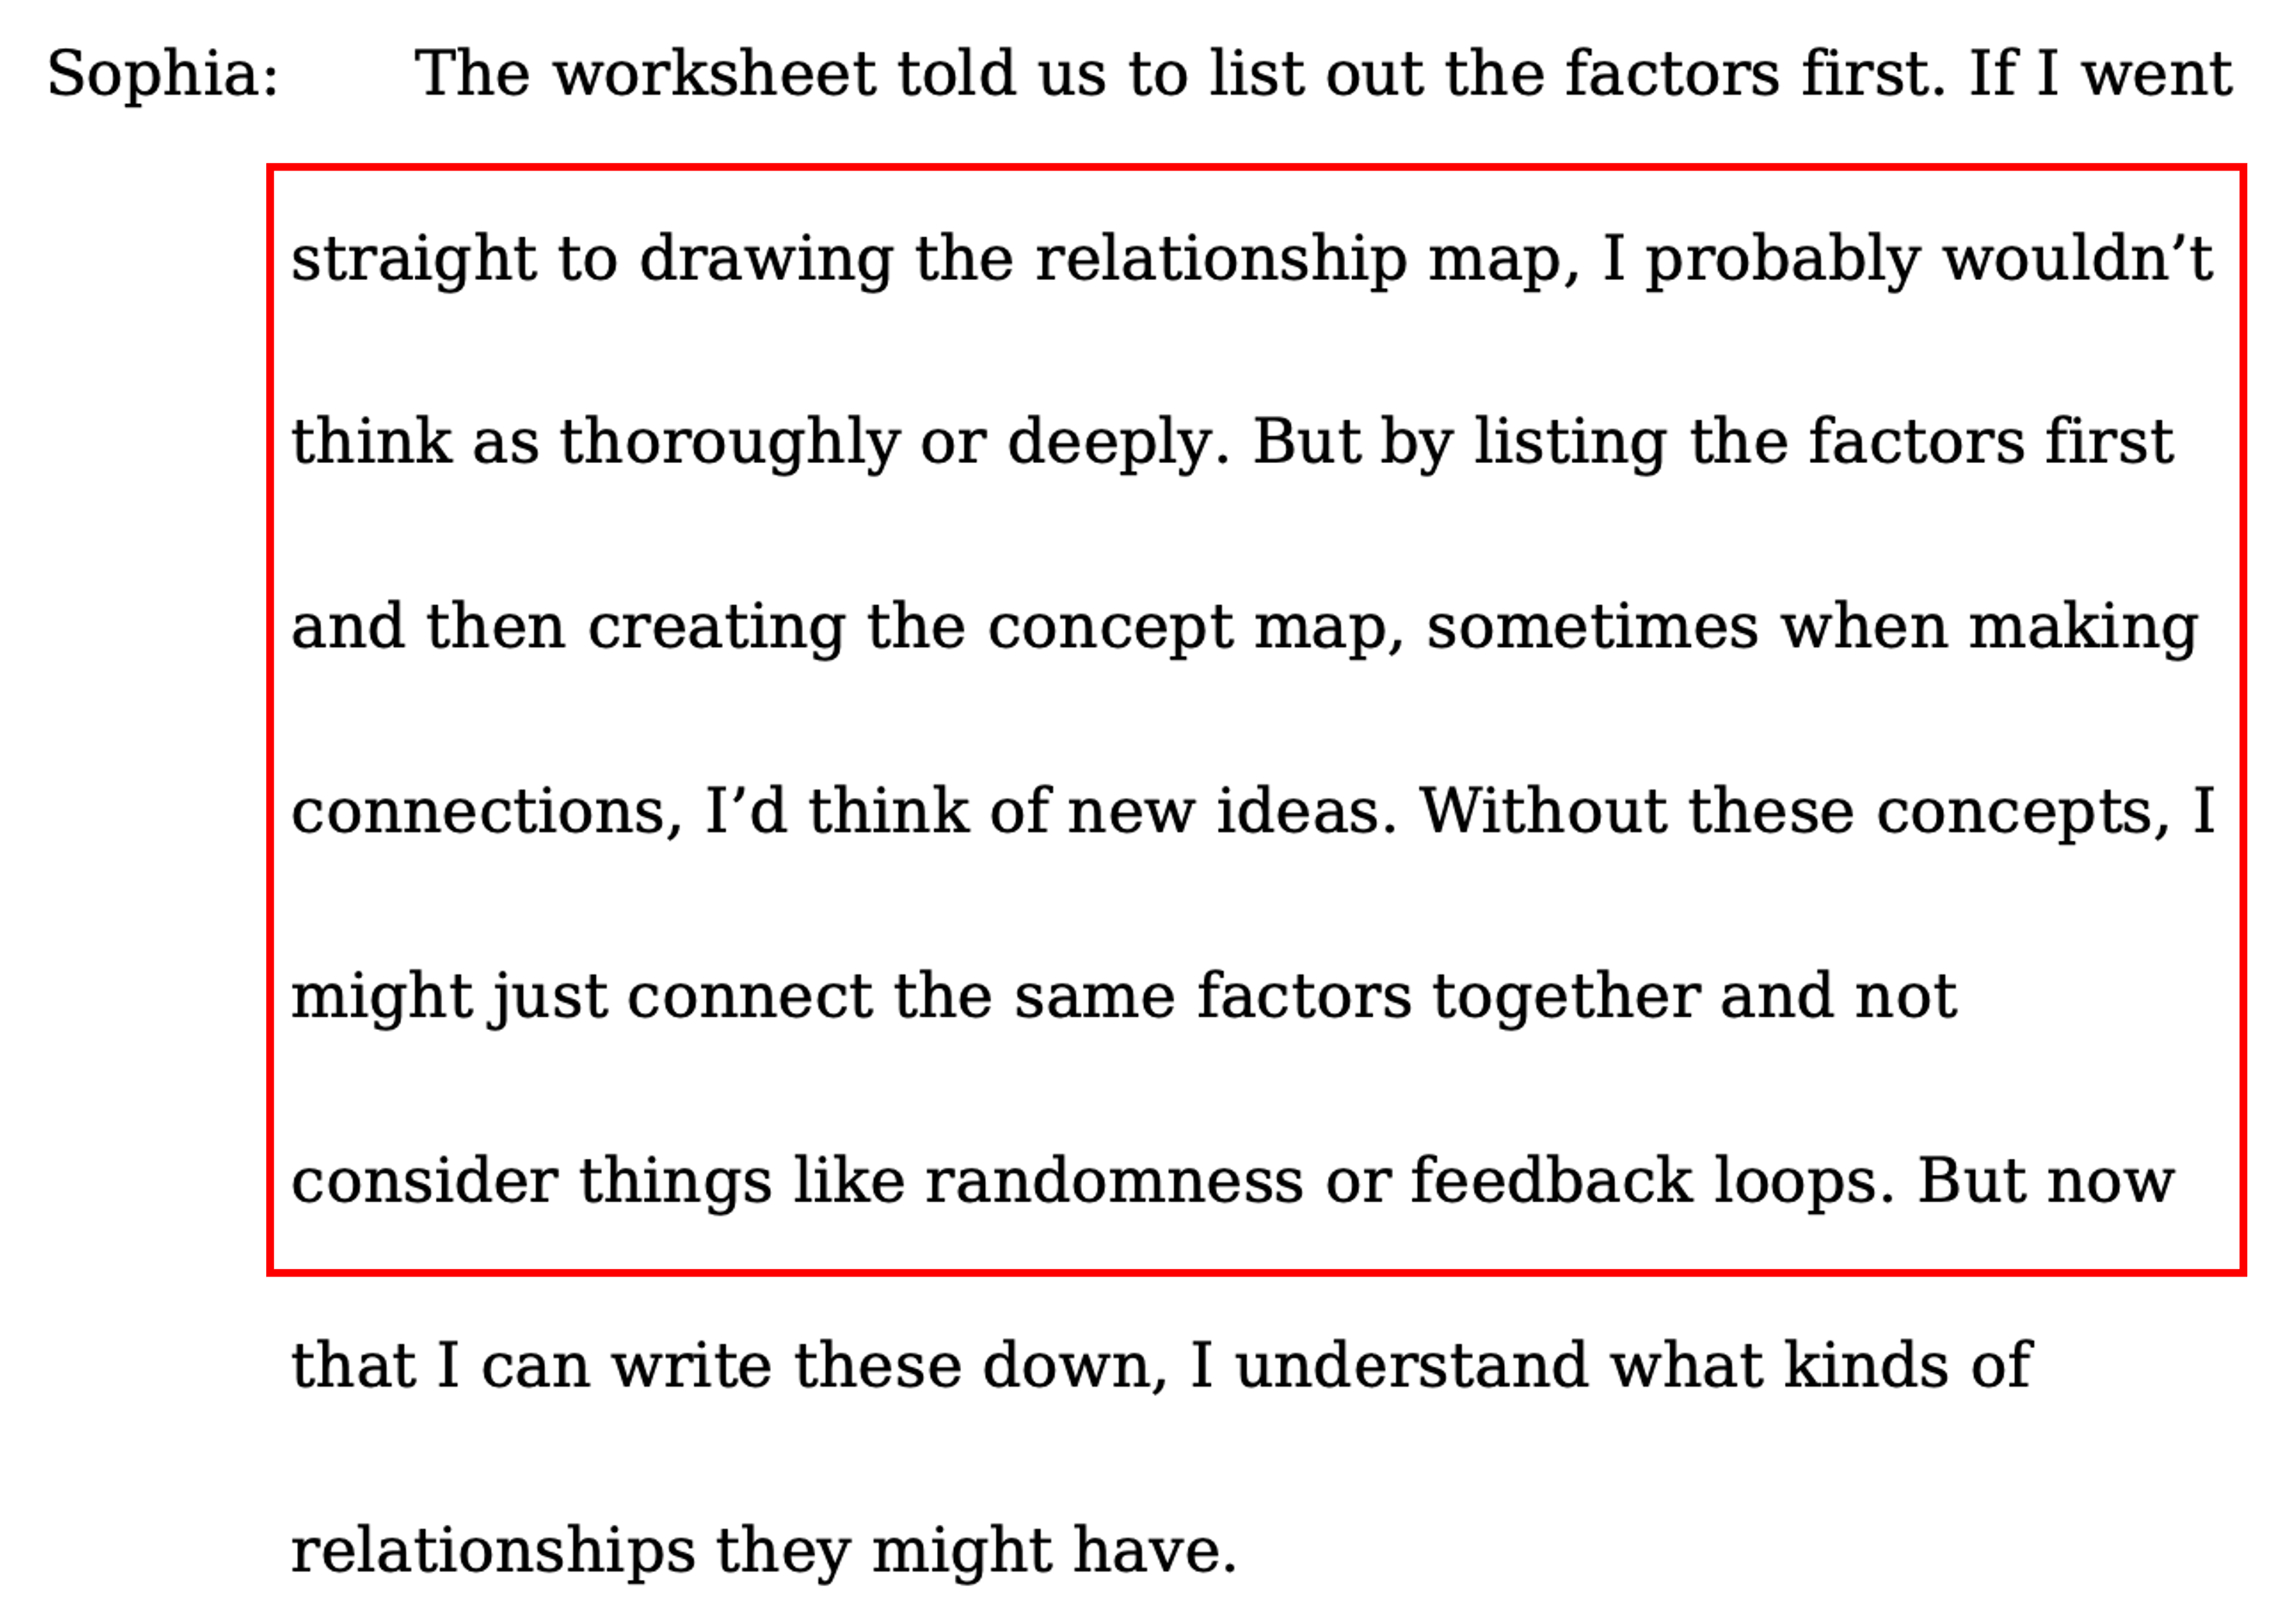 Sophia: The worksheet told us to list out the factors first. If I went
straight to drawing the relationship map, I probably wouldn’t
think as thoroughly or deeply. But by listing the factors first
and then creating the concept map, sometimes when making
connections, I’d think of new ideas. Without these concepts, I
might just connect the same factors together and not
consider things like randomness or feedback loops. But now
that I can write these down, I understand what kinds of
relationships they might have.